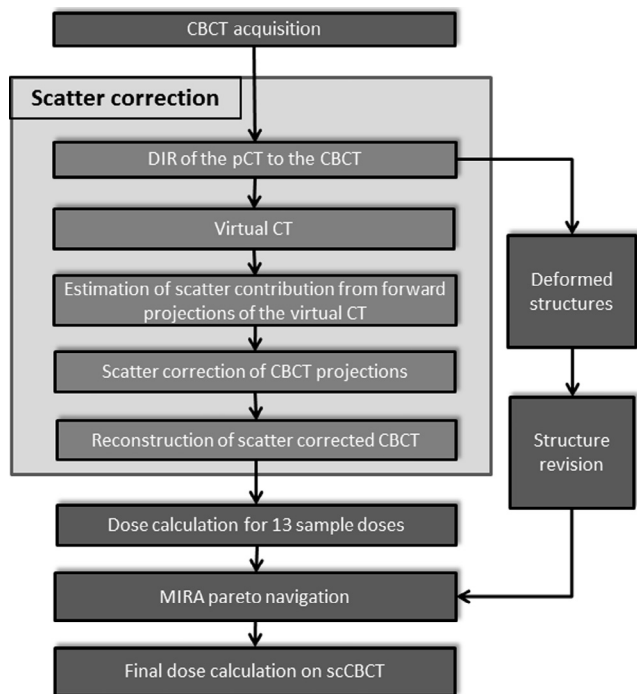 CBCT acquisition
Scatter correction
DIR of the pCT to the CBCT
Virtual CT
Estimation of scatter contribution from forward
projections of the virtual CT
Scatter correction of CBCT projections
Reconstruction of scatter corrected CBCT
Deformed
structures
Structure
revision
Dose calculation for 13 sample doses
MIRA pareto navigation
Final dose calculation on scCBCT